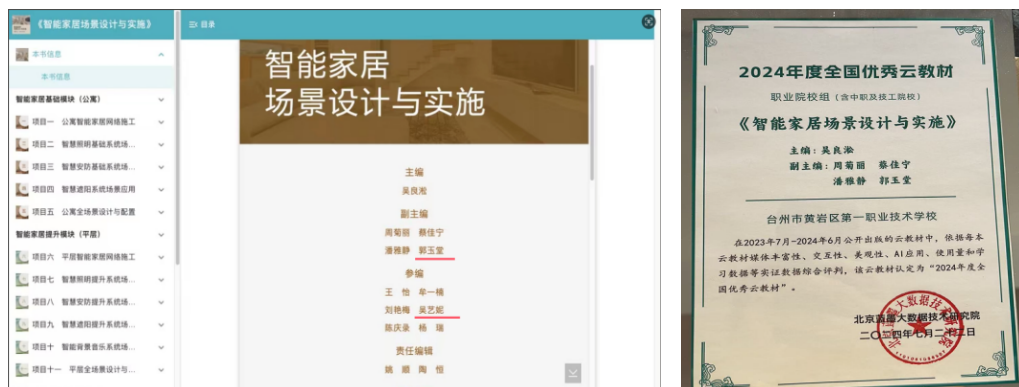 《智能家居场景设计与实施》
目录
本书信息
本书信息
智能家居基础模块（公寓）
项目一 公寓智能家居网络施工
项目二 智慧照明基础系统场...
项目三 智慧安防基础系统场...
项目四 智慧遮阳系统场景应用
项目五 公寓全场景设计与配置
智能家居提升模块（平层）
项目六 平层智能家居网络施工
项目七 智慧照明提升系统场...
项目八 智慧安防提升系统场...
项目九 智慧遮阳提升系统场...
项目十 智能背景音乐系统场...
项目十一 平层全场景设计与...
智能家居
场景设计与实施
主编
吴良淞
副主编
周菊丽 蔡佳宁
潘雅静 郭玉堂
参编
王 怡 牟一楠
刘艳梅 吴艺妮
陈庆录 杨 瑞
责任编辑
姚 顺 陶 恒
2024年度全国优秀云教材
职业院校组（含中职及技工院校）
《智能家居场景设计与实施》
主编：吴良淞
副主编：周菊丽 蔡佳宁
潘雅静 郭玉堂
台州市黄岩区第一职业技术学校
在2023年7月-2024年6月公开出版的云教材中，依据每本
云教材媒体丰富性、交互性、美观性、AI应用、使用量和学
习数据等实证数据综合评判，该云教材认定为“2024年度全
国优秀云教材”。
北京蓝墨大数据技术研究院
二〇二四年七月二十二日